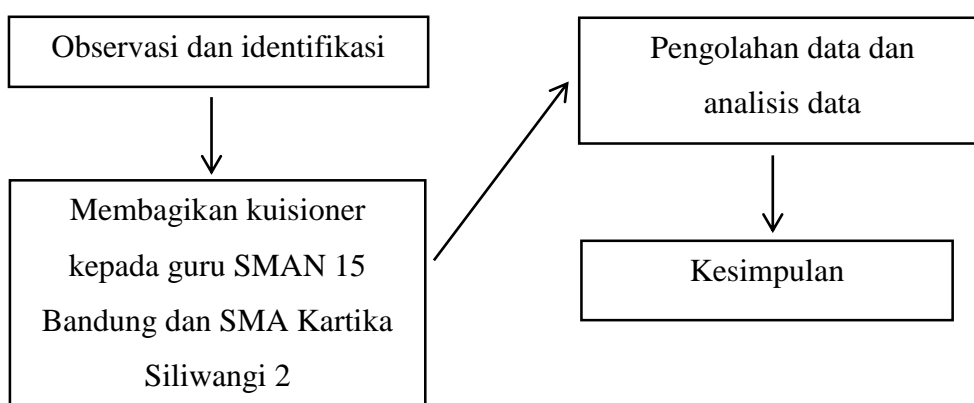 Observasi dan identifikasi
Membagikan kuisioner
kepada guru SMAN 15
Bandung dan SMA Kartika
Siliwangi 2
Pengolahan data dan
analisis data
Kesimpulan